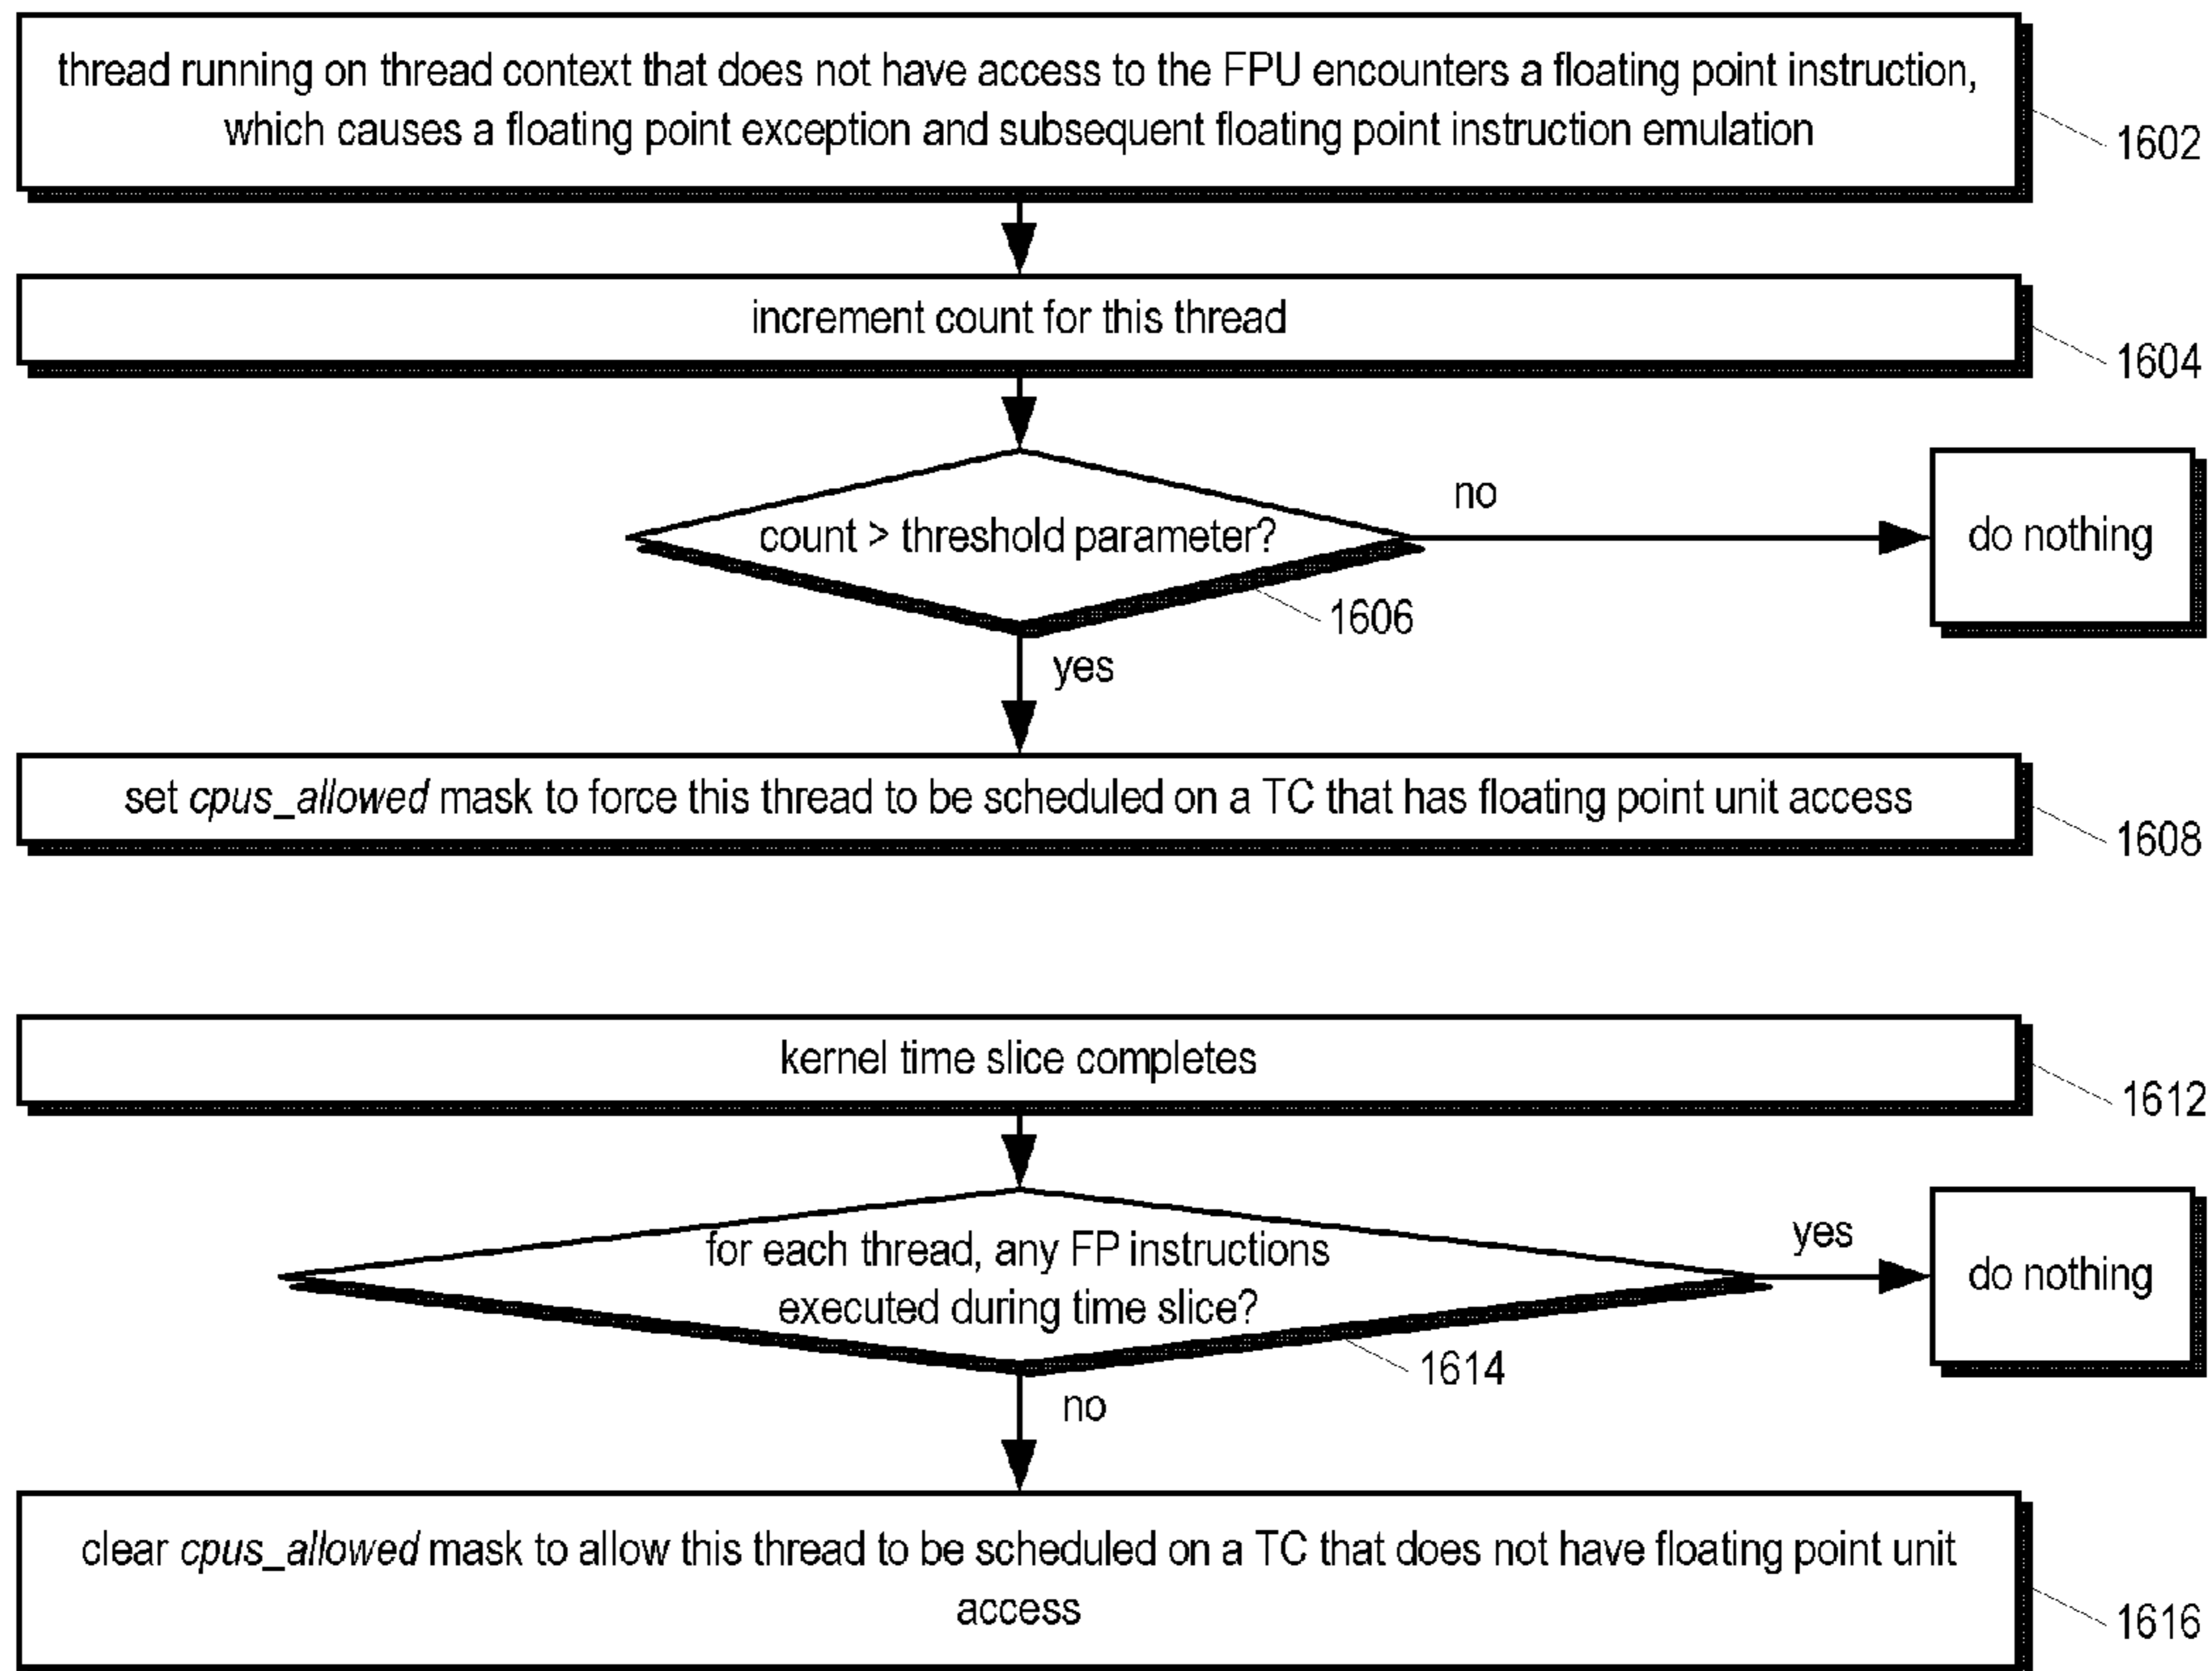 thread running on thread context that does not have access to the FPU encounters a floating point instruction,
which causes a floating point exception and subsequent floating point instruction emulation
1602
increment count for this thread
1604
no
count > threshold parameter?
do nothing
1606
yes
set cpus_allowed mask to force this thread to be scheduled on a TC that has floating point unit access
1608
kernel time slice completes
1612
yes
for each thread, any FP instructions
executed during time slice?
do nothing
1614
no
clear cpus_allowed mask to allow this thread to be scheduled on a TC that does not have floating point unit
access
1616